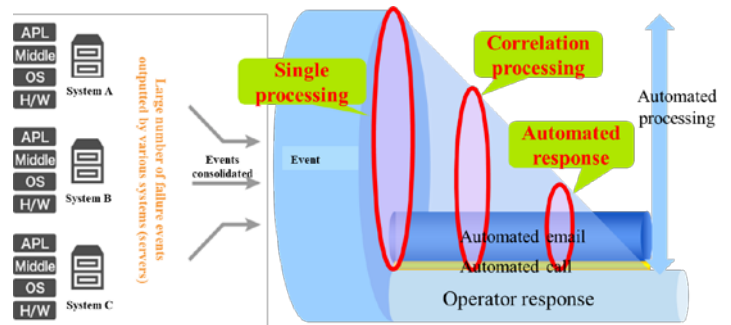 APL
Middle
OS
H/W
System A
APL
Middle
OS
H/W
System B
APL
Middle
OS
H/W
System C
Large number of failure events
outputted by various systems (servers)
Events
consolidated
Event
Single
processing
Correlation
processing
Automated
response
Automated
processing
Automated email
Automated call
Operator response